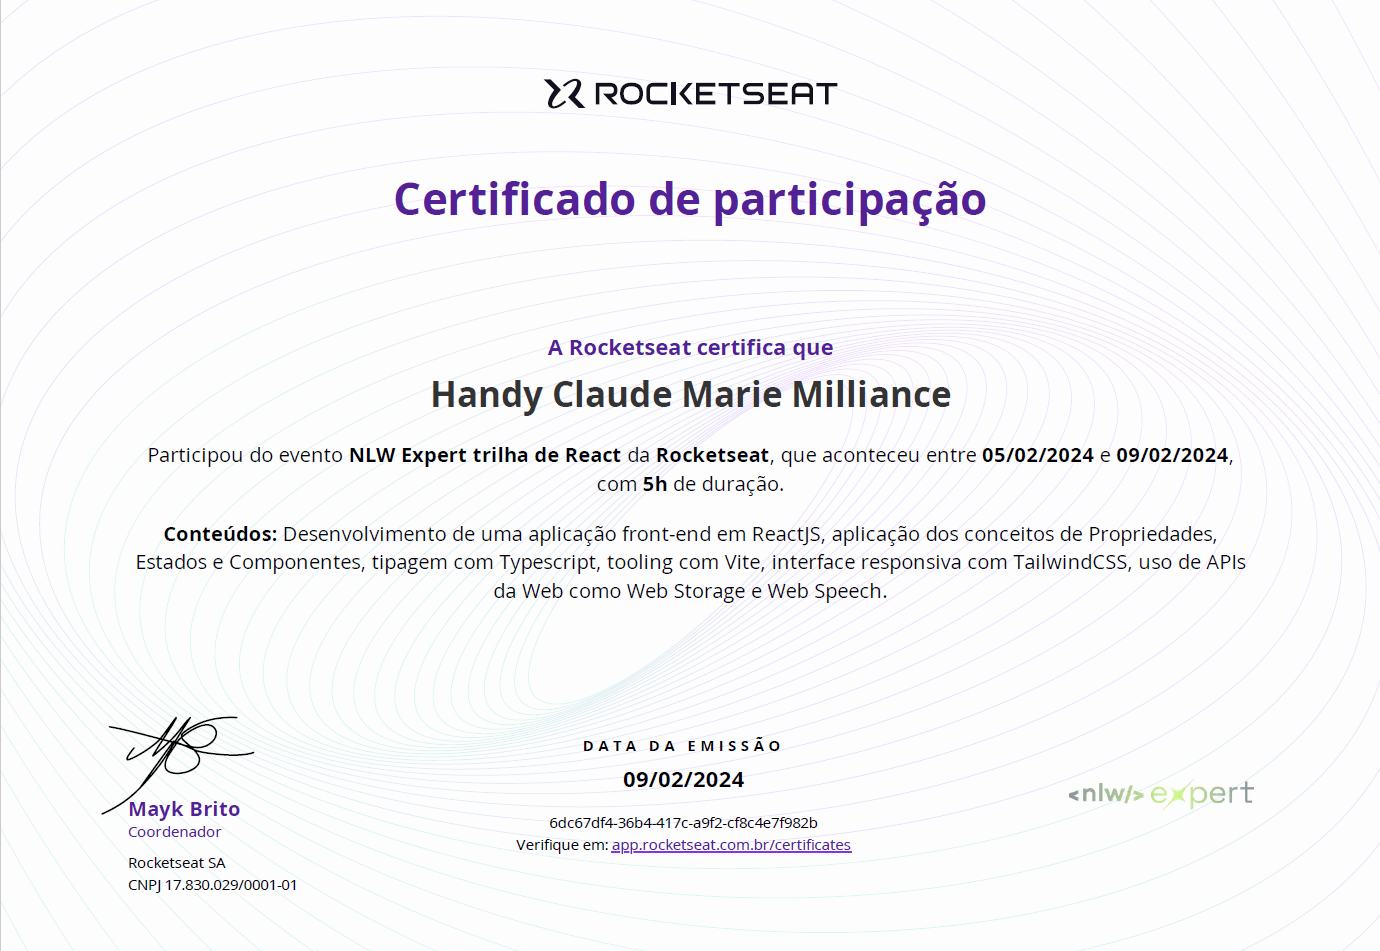 ROCKETSEAT
Certificado de participação
A Rocketseat certifica que
Handy Claude Marie Milliance
Participou do evento NLW Expert trilha de React da Rocketseat, que aconteceu entre 05/02/2024 e 09/02/2024,
com 5h de duração.
Conteúdos: Desenvolvimento de uma aplicação front-end em ReactJS, aplicação dos conceitos de Propriedades,
Estados e Componentes, tipagem com Typescript, tooling com Vite, interface responsiva com TailwindCSS, uso de APIs
da Web como Web Storage e Web Speech.
Mayk Brito
Coordenador
Rocketseat SA
CNPJ 17.830.029/0001-01
DATA DA EMISSÃO
09/02/2024
6dc67df4-36b4-417c-a9f2-cf8c4e7f982b
Verifique em: app.rocketseat.com.br/certificates
<nlw/> expert